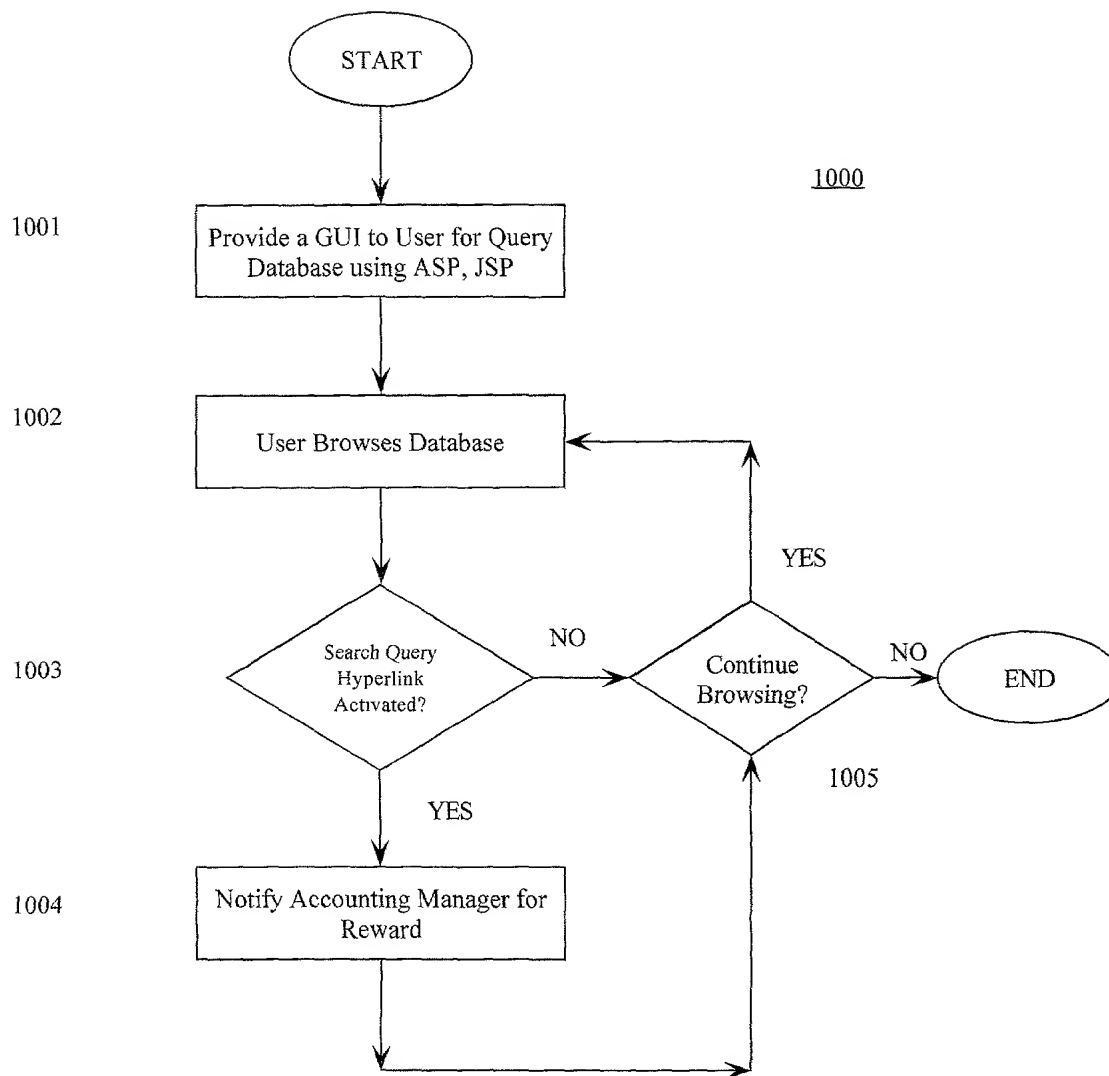 START
1000
1001
Provide a GUI to User for Query
Database using ASP, JSP
1002
User Browses Database
YES
1003
Search Query
Hyperlink
Activated?
NO
Continue
Browsing?
NO
END
1005
YES
1004
Notify Accounting Manager for
Reward